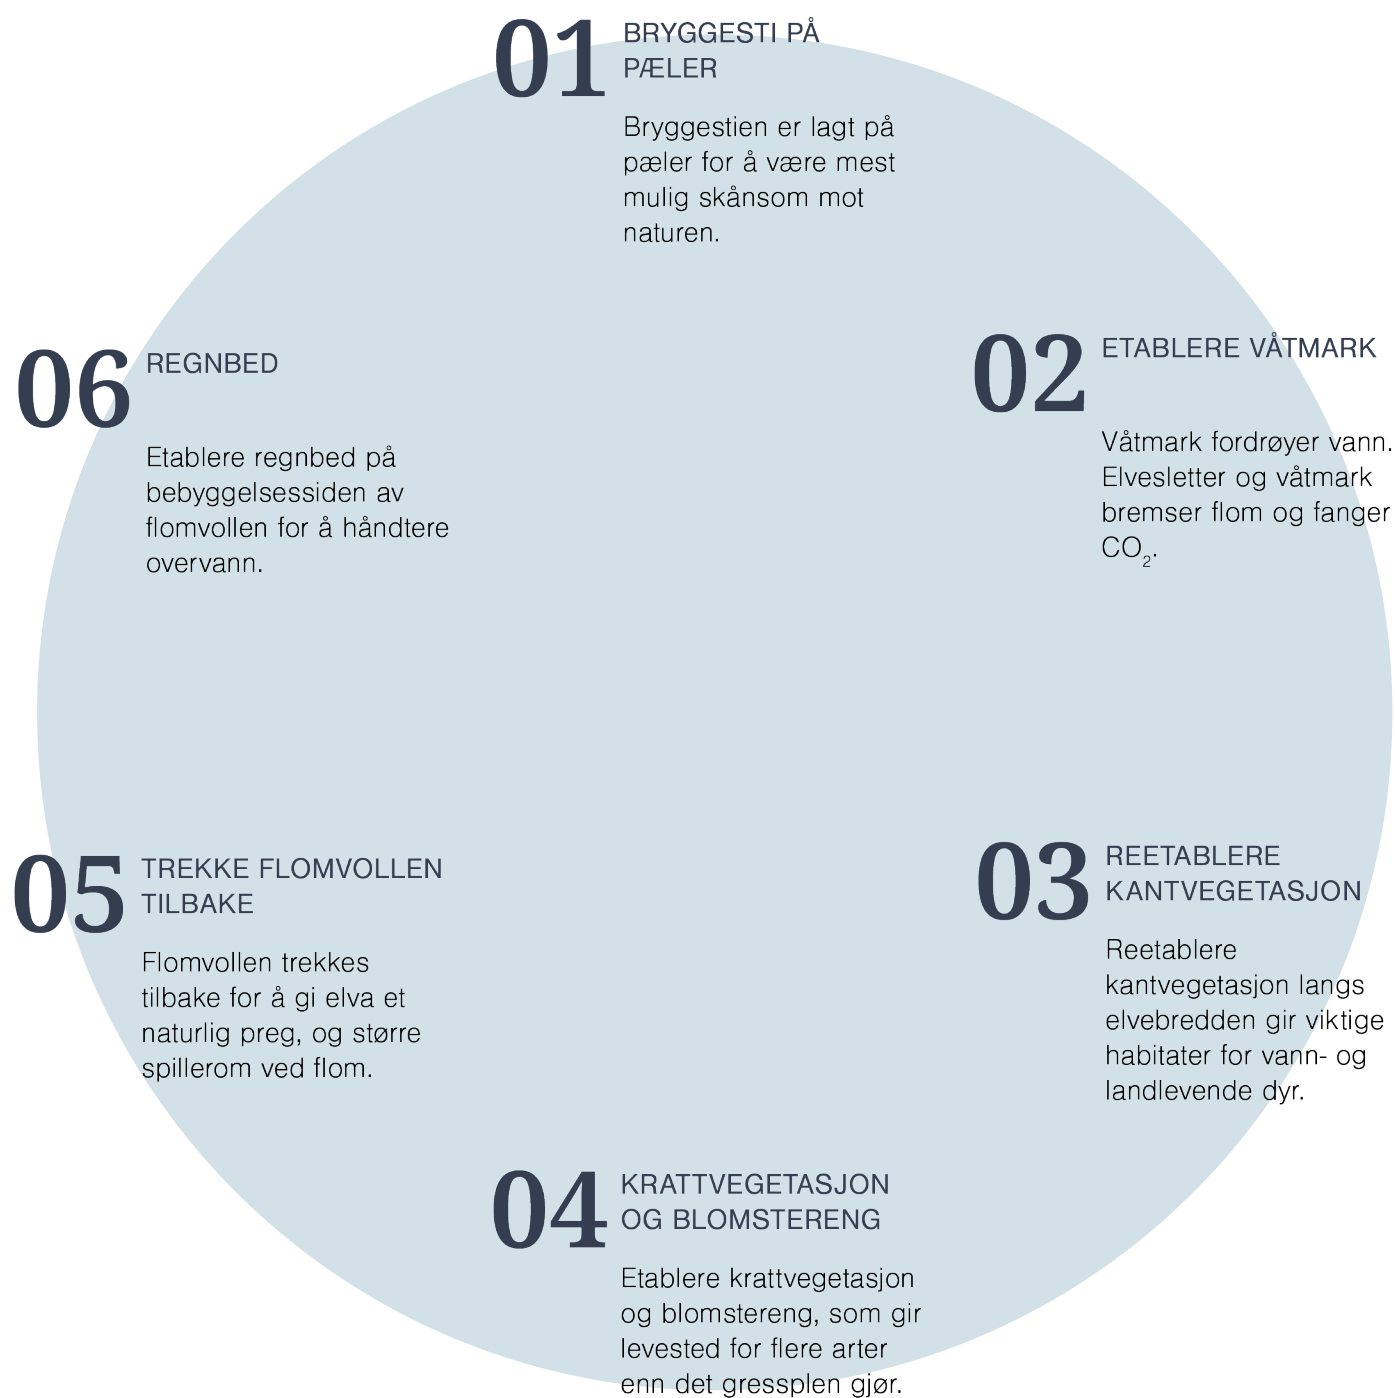 01
BRYGGESTI PÅ
PÆLER
Bryggestien er lagt på
pæler for å være mest
mulig skånsom mot
naturen.
02
ETABLERE VÅTMARK
Våtmark fordrøyer vann.
Elvesletter og våtmark
bremser flom og fanger
CO₂.
03
REETABLERE
KANTVEGETASJON
Reetablere
kantvegetasjon langs
elvebredden gir viktige
habitater for vann- og
landlevende dyr.
04
KRATTVEGETASJON
OG BLOMSTERENG
Etablere krattvegetasjon
og blomstereng, som gir
levested for flere arter
enn det gressplen gjør.
05
TREKKE FLOMVOLLEN
TILBAKE
Flomvollen trekkes
tilbake for å gi elva et
naturlig preg, og større
spillerom ved flom.
06
REGNBED
Etablere regnbed på
bebyggelsessiden av
flomvollen for å håndtere
overvann.